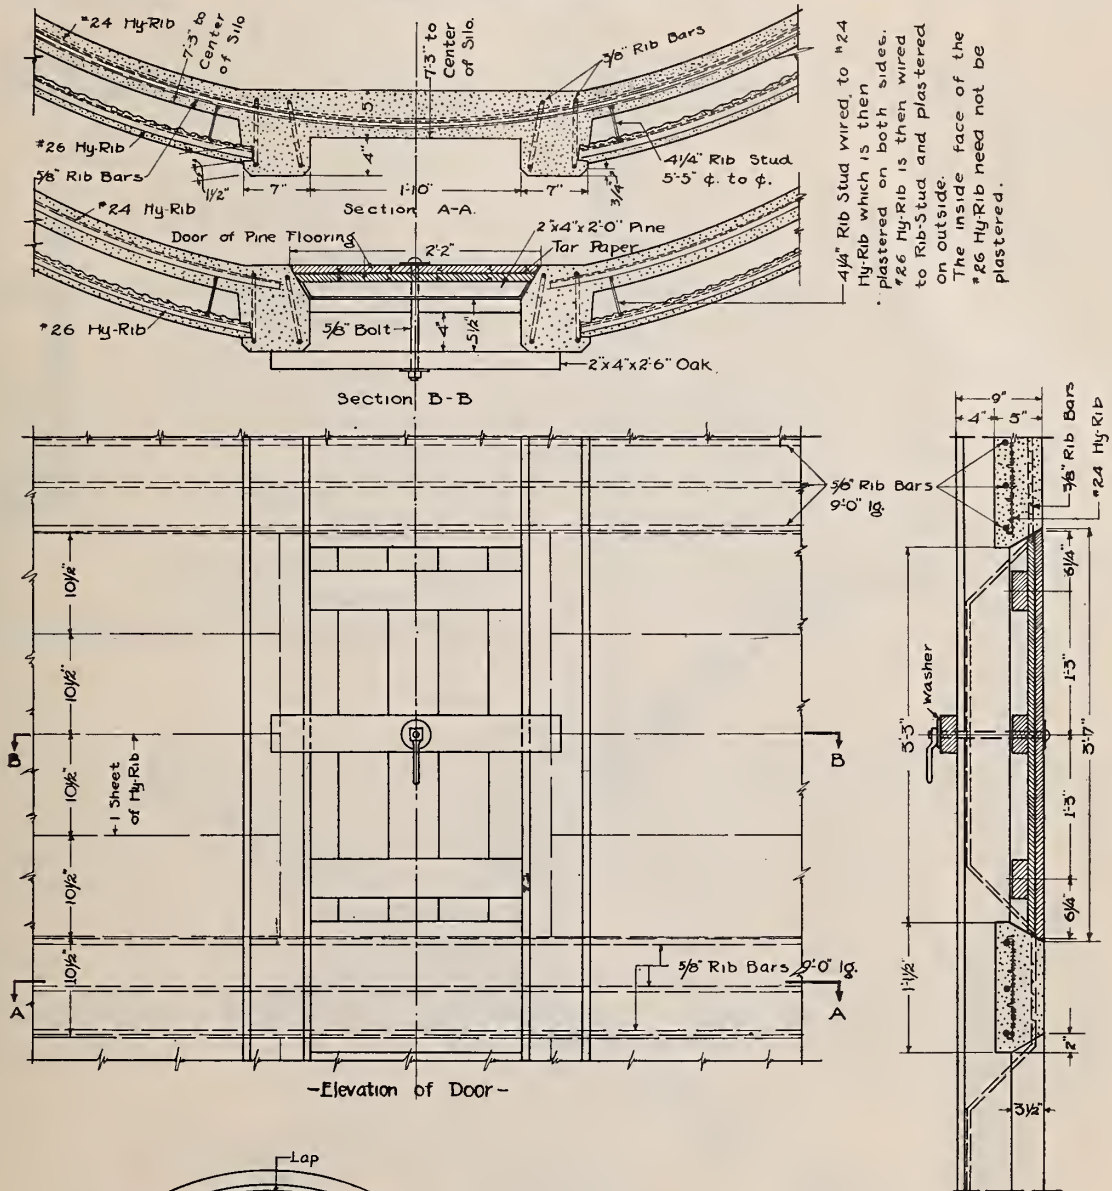 #24 Hy-Rib
7'-3" to
Center
of Silo
7'-3" to
Center
of Silo.
3/8" Rib Bars
5"
4"
#26 Hy-Rib
5/8" Rib Bars
1 1/2"
7"
1'-10"
7"
3/4"
4 1/4" Rib Stud
5'-5" ¢. to ¢.
Section A-A.
4 1/4" Rib Stud wired, to #24
Hy-Rib which is then
plastered on both sides.
#26 Hy-Rib is then wired
to Rib-Stud and plastered
on outside.
The inside face of the
#26 Hy-Rib need not be
plastered.
#24 Hy-Rib
Door of Pine Flooring
2'-2"
2"x4"x2'-0" Pine
Tar Paper
#26 Hy-Rib
5/8" Bolt
4"
5 1/2"
2"x4"x2'-6" Oak
Section B-B
5/8" Rib Bars
9'-0" lg.
10 1/2"
10 1/2"
10 1/2"
10 1/2"
10 1/2"
1 Sheet
of Hy-Rib
B
B
5/8" Rib Bars 9'-0" lg.
A
A
-Elevation of Door-
9"
4"
5"
3/8" Rib Bars
#24 Hy-Rib
6 1/4"
1'-3"
Washer
3'-3"
3'-7"
1'-3"
6 1/4"
1'-1 1/2"
2"
3 1/2"
Lap